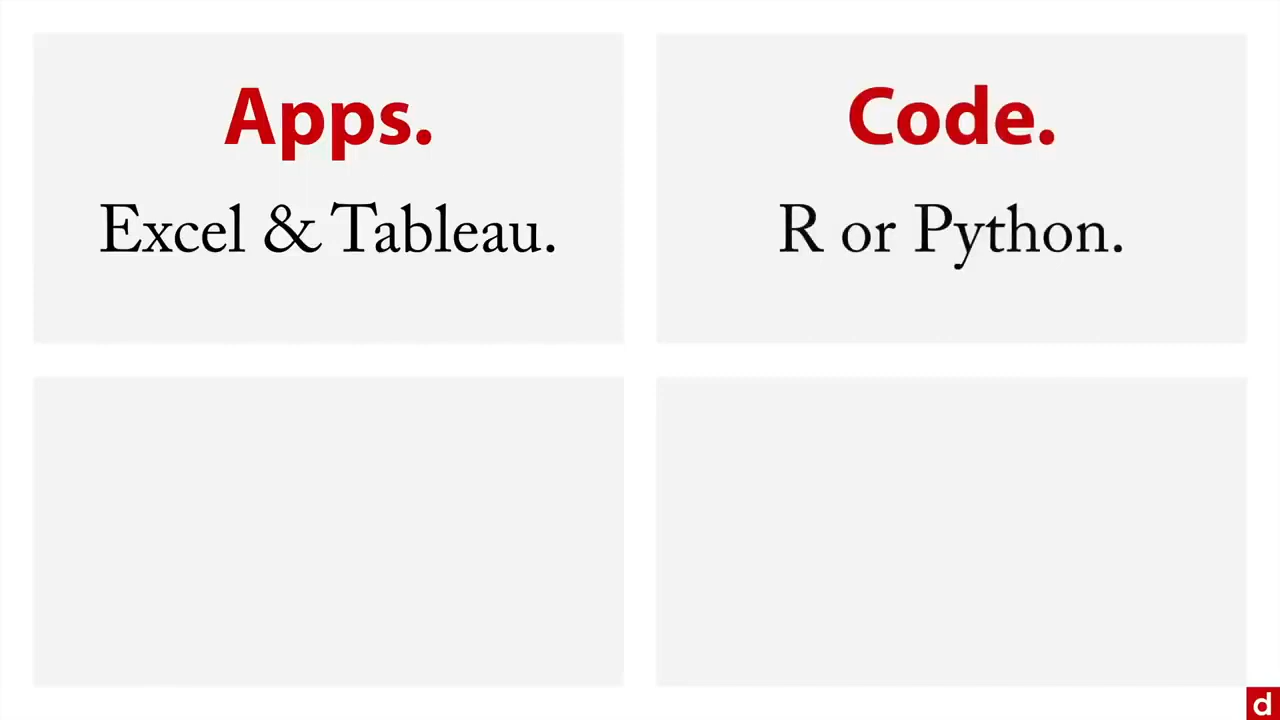 Apps.
Excel & Tableau.
Code.
R or Python.
d